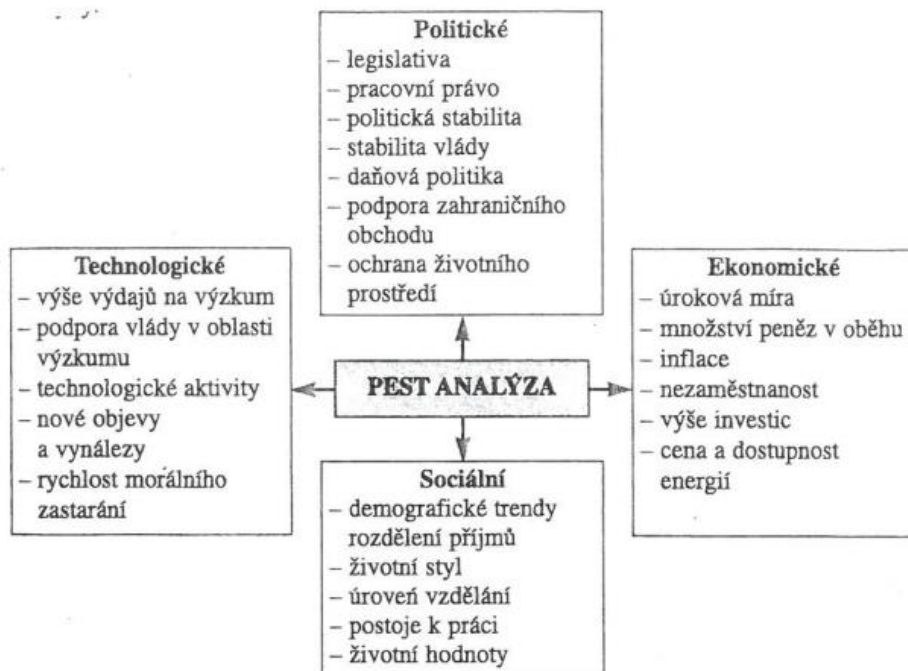 Politické
– legislativa
– pracovní právo
– politická stabilita
– stabilita vlády
– daňová politika
– podpora zahraničního
obchodu
– ochrana životního
prostředí
Technologické
– výše výdajů na výzkum
– podpora vlády v oblasti
výzkumu
– technologické aktivity
– nové objevy
a vynálezy
– rychlost morálního
zastarání
PEST ANALÝZA
Ekonomické
– úroková míra
– množství peněz v oběhu
– inflace
– nezaměstnanost
– výše investic
– cena a dostupnost
energií
Sociální
– demografické trendy
rozdělení příjmů
– životní styl
– úroveń vzdělání
– postoje k práci
– životní hodnoty